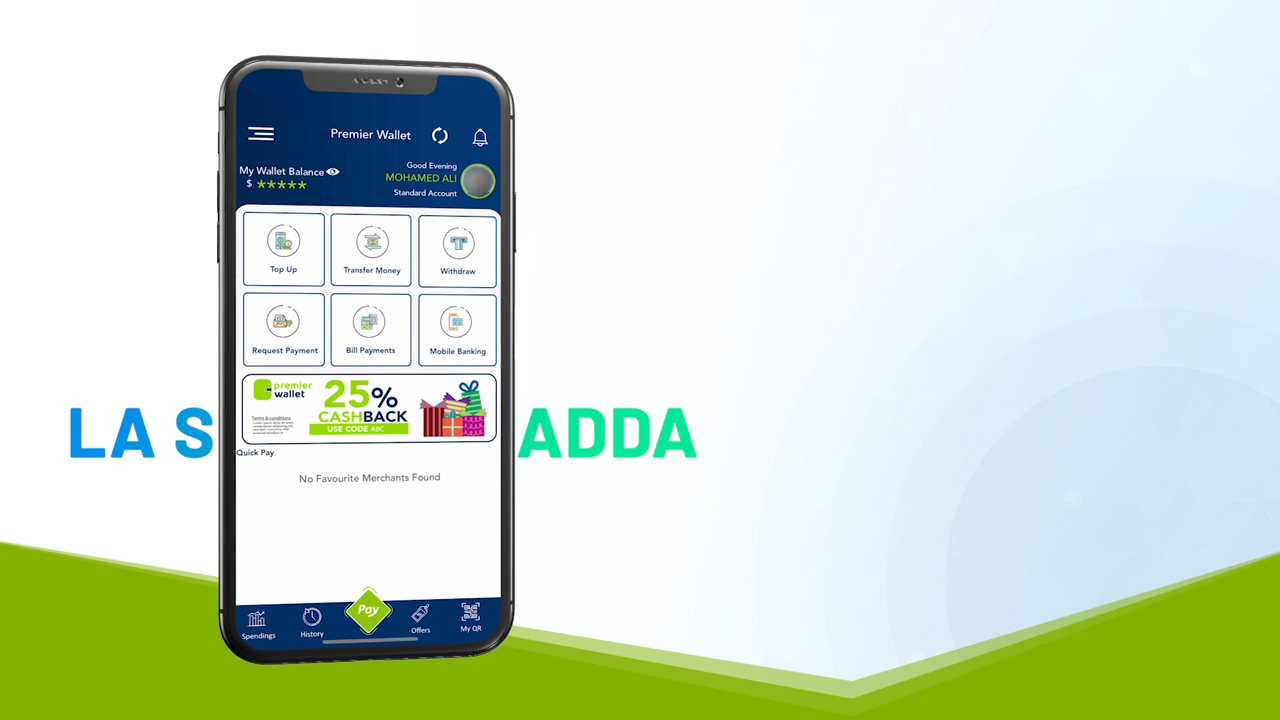 Premier Wallet
My Wallet Balance
$ *****
Good Evening
MOHAMED ALI
Standard Account
Top Up
Transfer Money
Withdraw
Request Payment
Bill Payments
Mobile Banking
premier
wallet
25%
CASHBACK
USE CODE ABC
Terms & conditions
LA S
ADDA
Quick Pay
No Favourite Merchants Found
Spendings
History
Pay
Offers
My QR